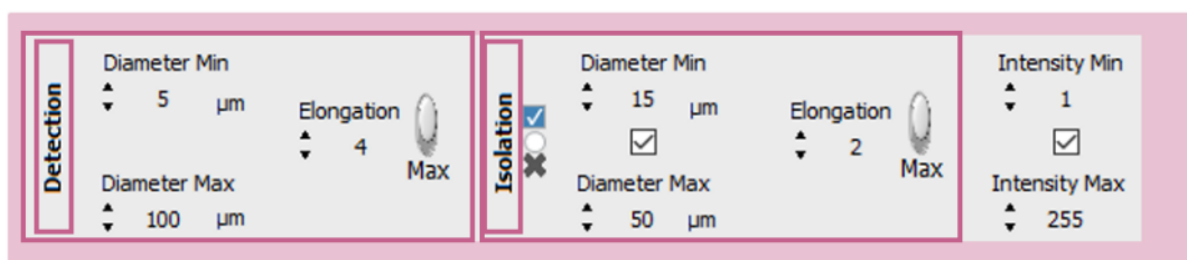 Detection
Diameter Min
5 µm
Elongation
4
Max
Diameter Max
100 µm
Isolation
Diameter Min
15 µm
Elongation
2
Max
Diameter Max
50 µm
Intensity Min
1
Intensity Max
255